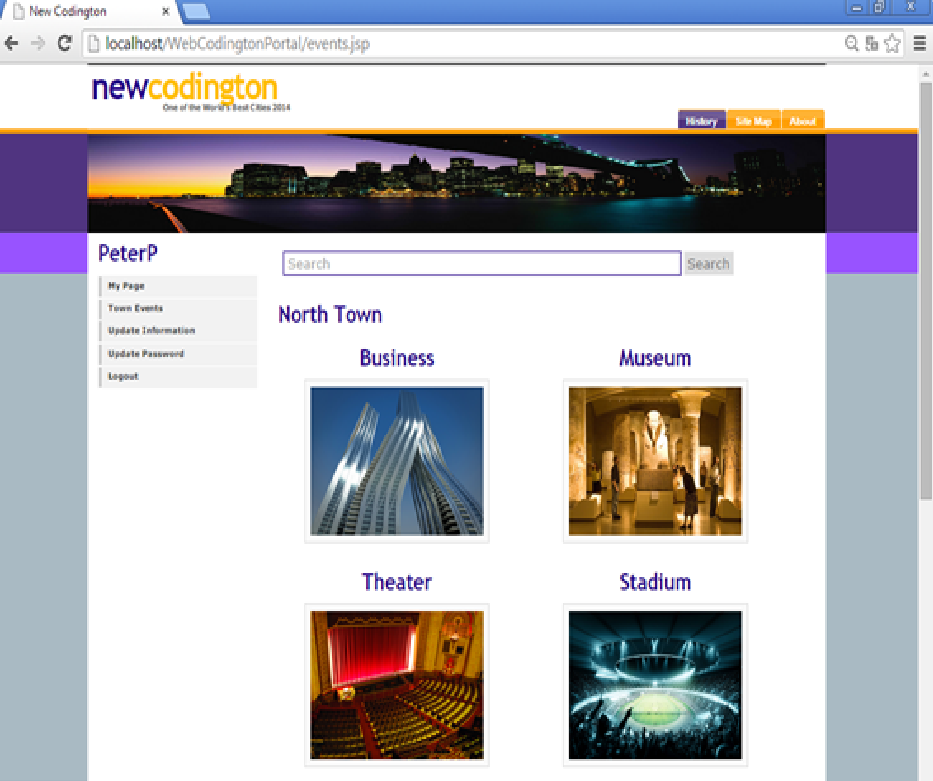 New Codington
localhost/WebCodingtonPortal/events.jsp
newcodington
One of the World's Best Cities 2014
History Site Map About
PeterP
Search Search
My Page
Town Events
Update Information
Update Password
Logout
North Town
Business Museum
Theater Stadium